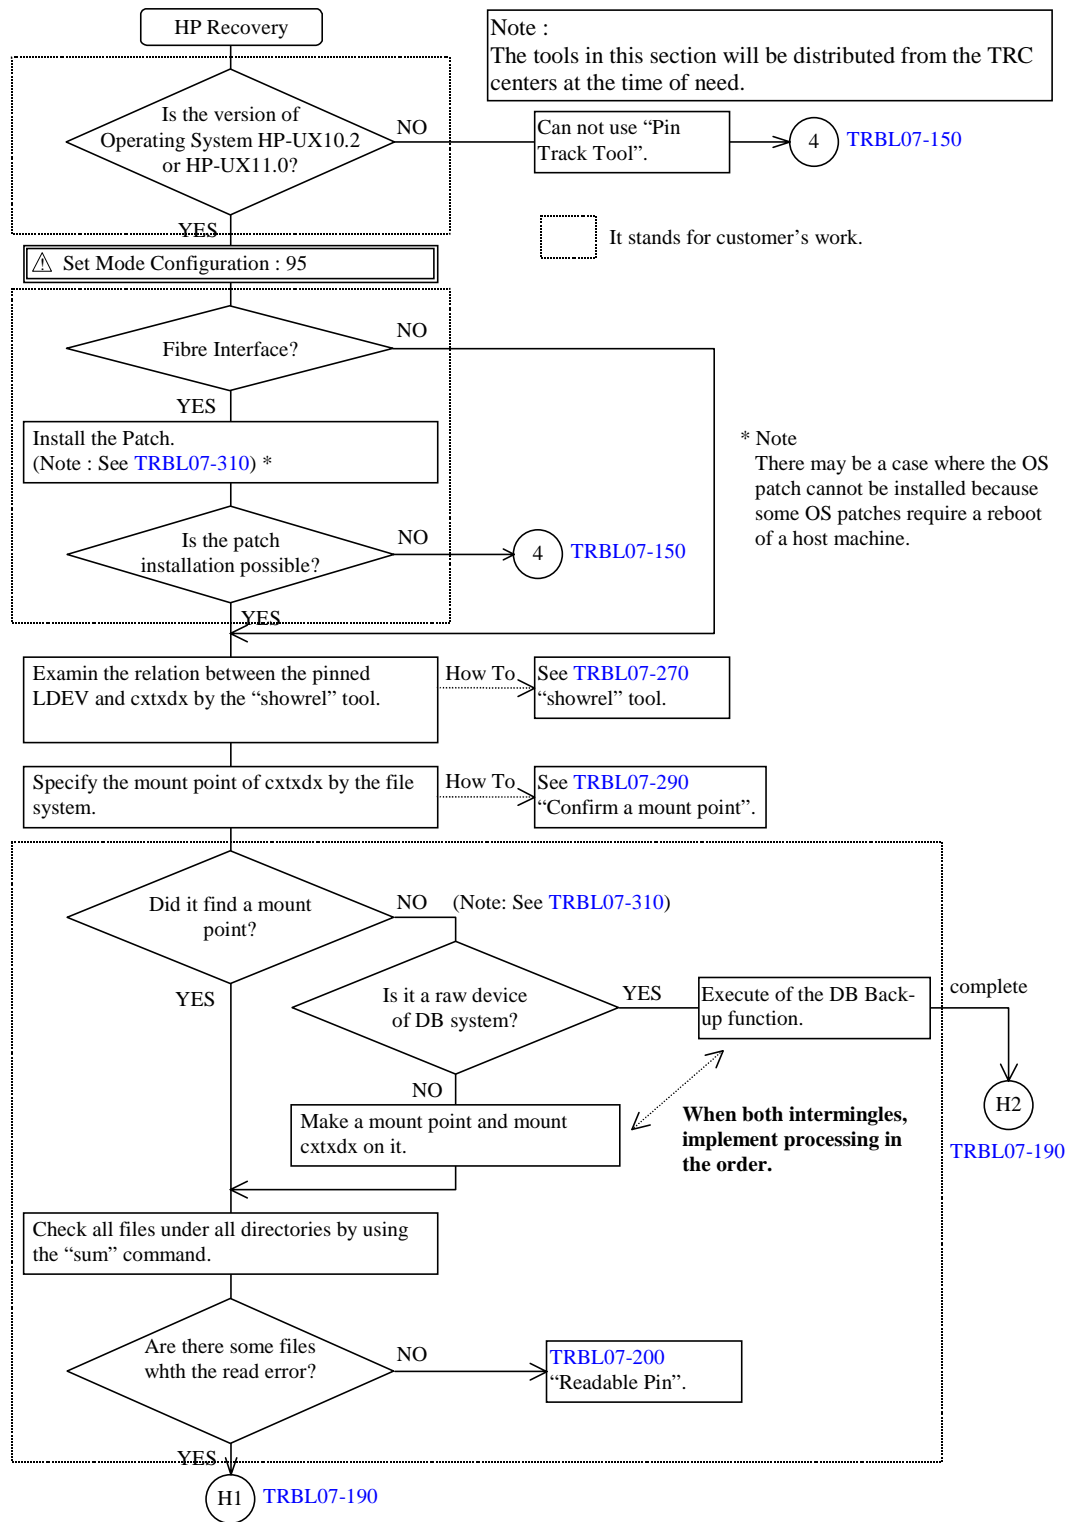 HP Recovery
Note :
The tools in this section will be distributed from the TRC
centers at the time of need.
Is the version of
Operating System HP-UX10.2
or HP-UX11.0?
NO
Can not use “Pin
Track Tool”.
4
TRBL07-150
YES
It stands for customer’s work.
⚠ Set Mode Configuration : 95
Fibre Interface?
NO
YES
Install the Patch.
(Note : See TRBL07-310) *
* Note
There may be a case where the OS
patch cannot be installed because
some OS patches require a reboot
of a host machine.
Is the patch
installation possible?
NO
4
TRBL07-150
YES
Examin the relation between the pinned
LDEV and cxtxdx by the “showrel” tool.
How To
See TRBL07-270
“showrel” tool.
Specify the mount point of cxtxdx by the file
system.
How To
See TRBL07-290
“Confirm a mount point”.
Did it find a mount
point?
NO
(Note: See TRBL07-310)
YES
Is it a raw device
of DB system?
YES
Execute of the DB Back-
up function.
complete
NO
H2
TRBL07-190
Make a mount point and mount
cxtxdx on it.
When both intermingles,
implement processing in
the order.
Check all files under all directories by using
the “sum” command.
Are there some files
whth the read error?
NO
TRBL07-200
“Readable Pin”.
YES
H1
TRBL07-190